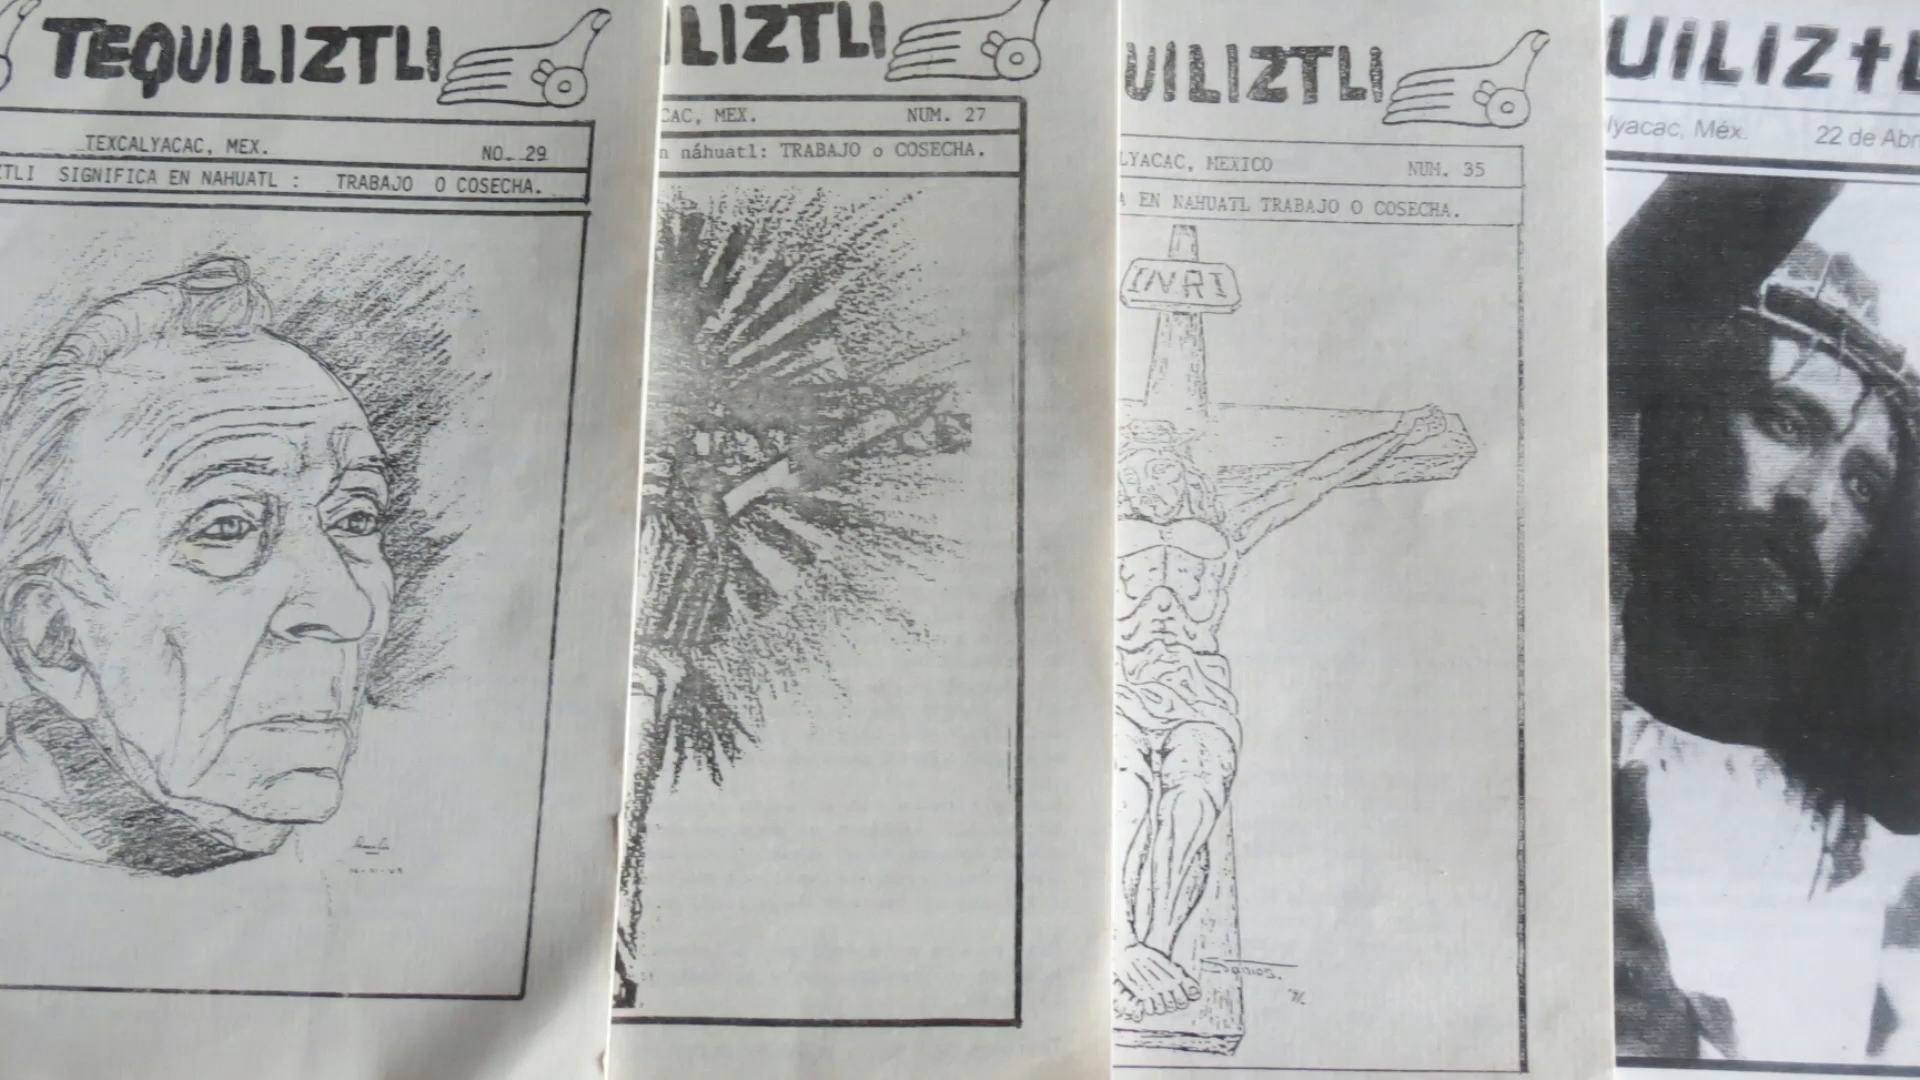 TEQUILIZTLI
TEXCALYACAC, MEX. NO. 29
ZTLI SIGNIFICA EN NAHUATL : TRABAJO O COSECHA.
ILIZTLI
CAC, MEX. NUM. 27
n náhuatl: TRABAJO o COSECHA.
UILIZTLI
LYACAC, MEXICO NUM. 35
A EN NAHUATL TRABAJO O COSECHA.
INRI
UILIZtL
lyacac, Méx. 22 de Abr